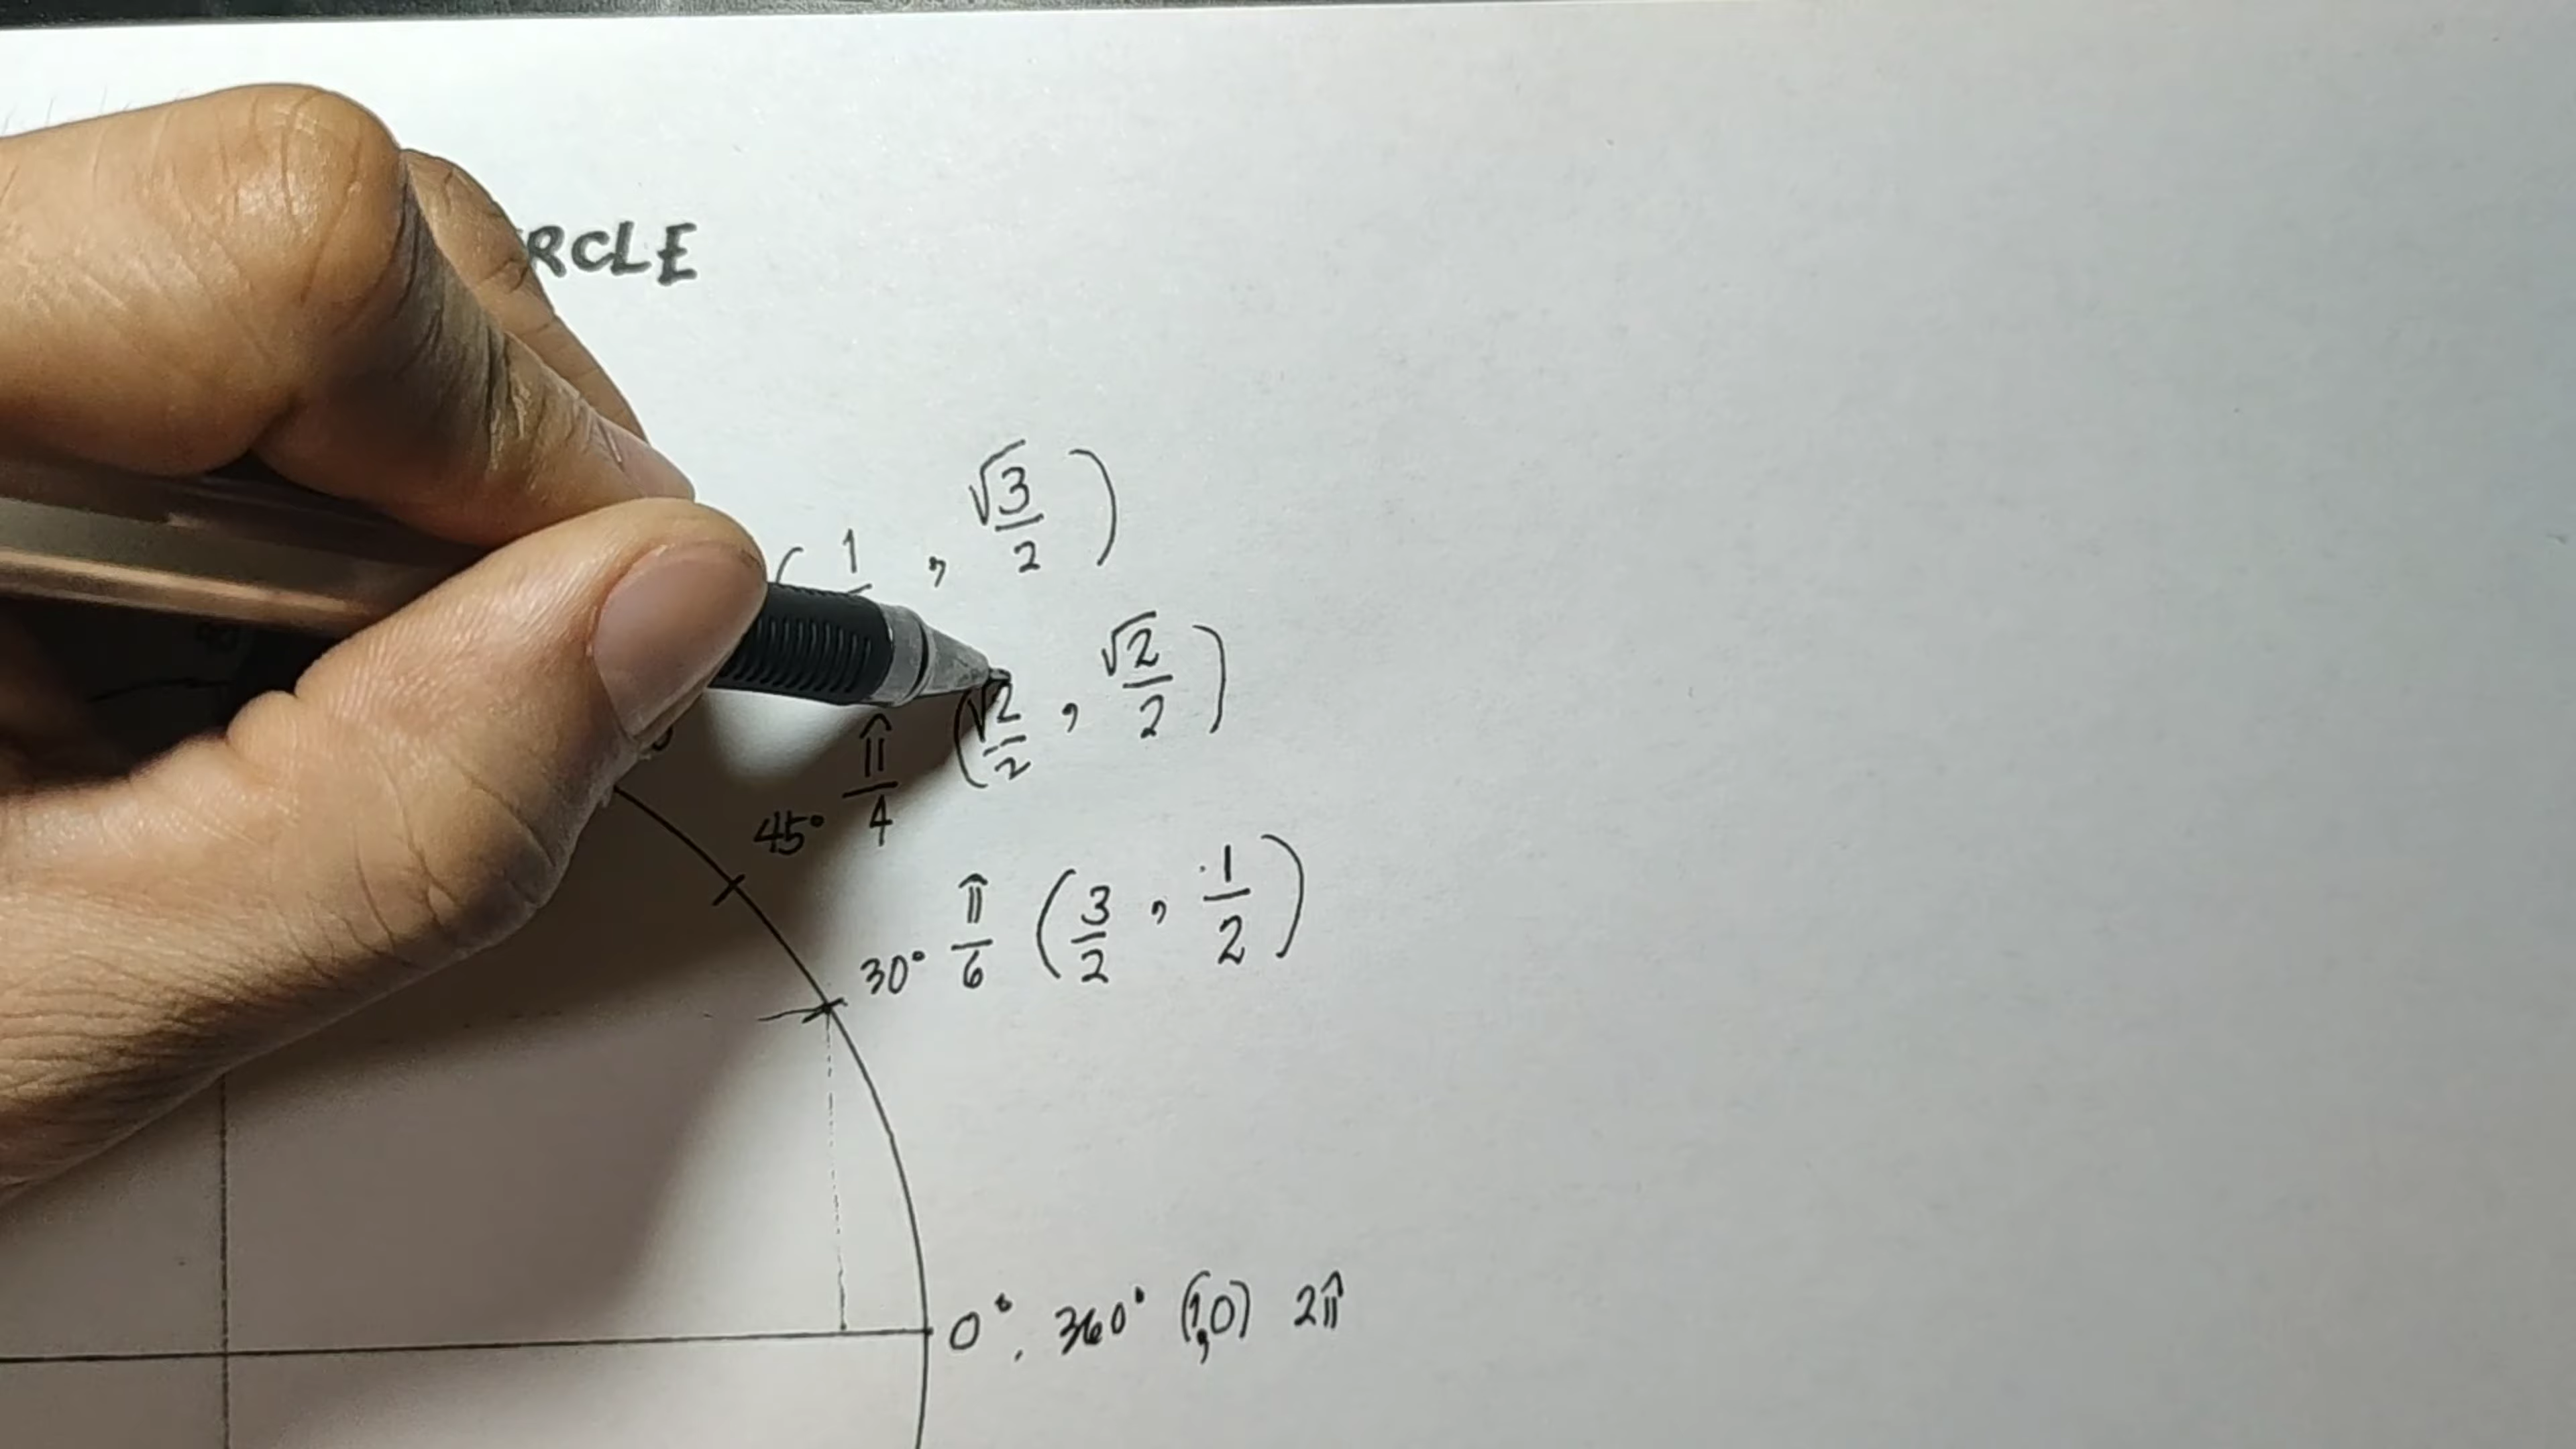 RCLE
(1/, √3/2)
45° π/4 (√2/2, √2/2)
30° π/6 (3/2, 1/2)
0°, 360° (1,0) 2π